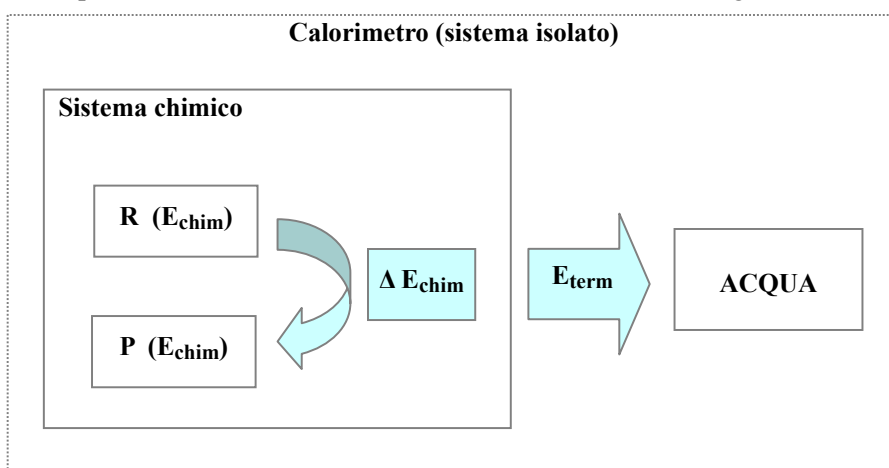 Calorimetro (sistema isolato)
Sistema chimico
R (Echim)
Δ Echim
Eterm
ACQUA
P (Echim)